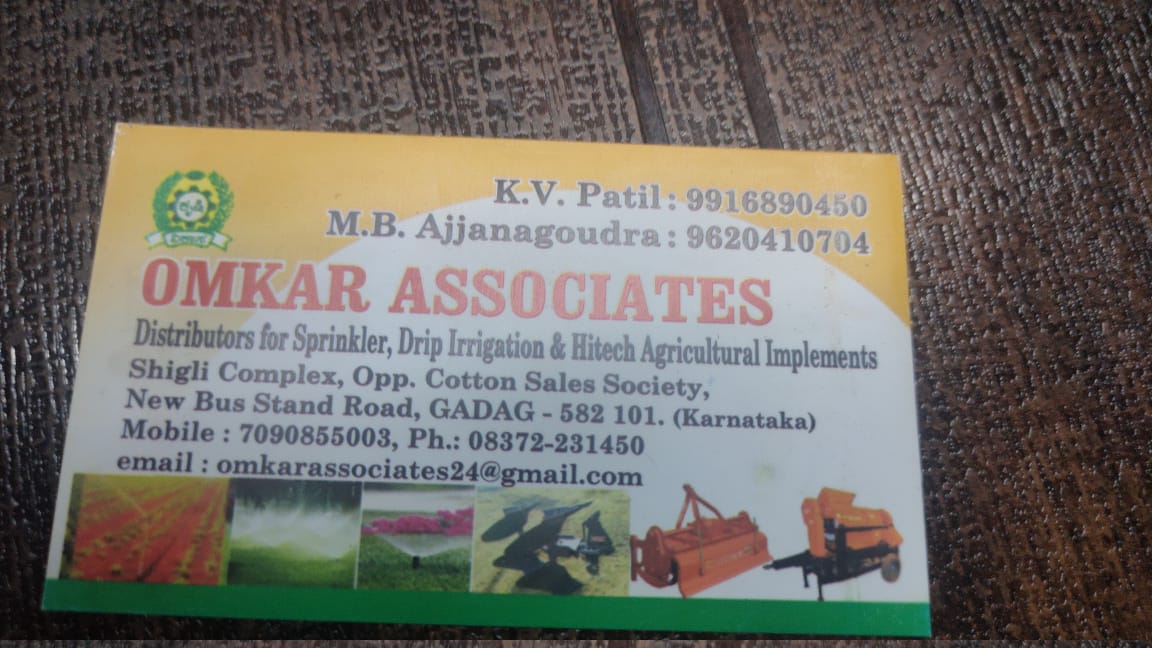 K.V. Patil : 9916890450
M.B. Ajjanagoudra : 9620410704
OMKAR ASSOCIATES
Distributors for Sprinkler, Drip Irrigation & Hitech Agricultural Implements
Shigli Complex, Opp. Cotton Sales Society,
New Bus Stand Road, GADAG - 582 101. (Karnataka)
Mobile : 7090855003, Ph.: 08372-231450
email : omkarassociates24@gmail.com